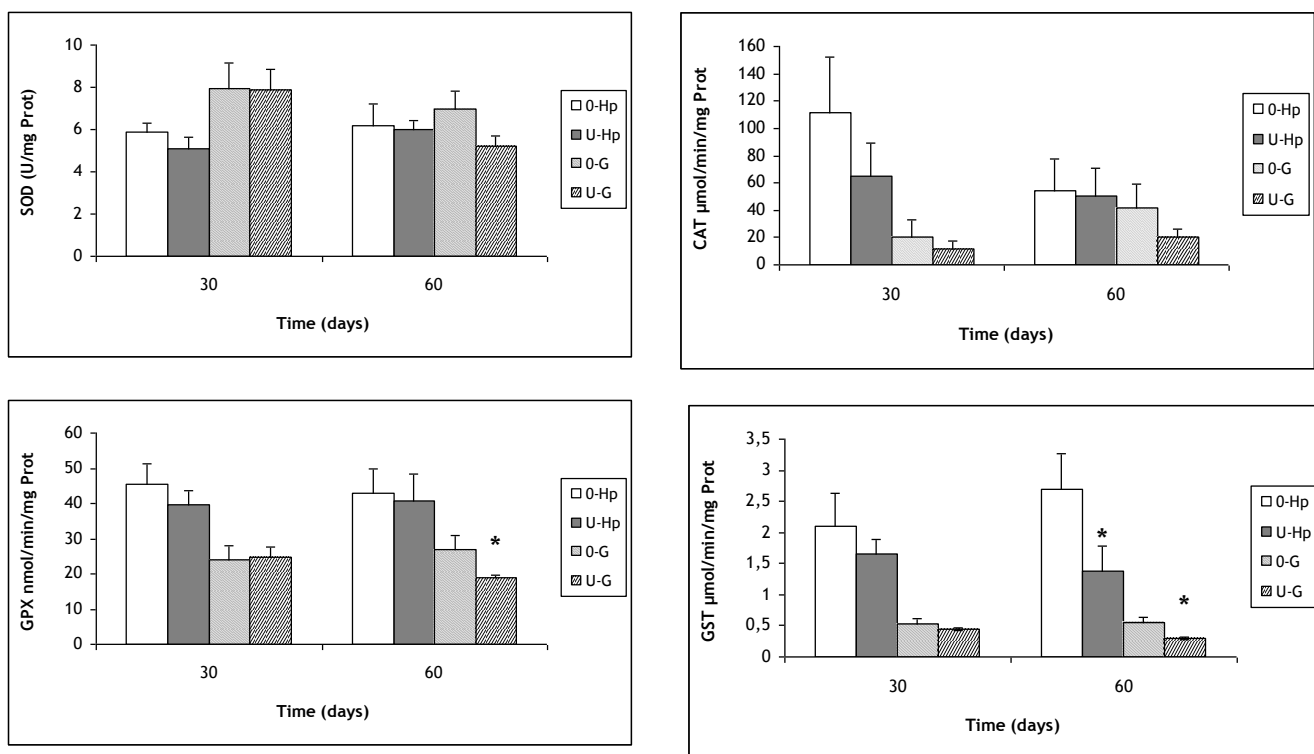 SOD (U/mg Prot)
10
8
6
4
2
0
30
60
Time (days)
0-Hp
U-Hp
0-G
U-G
CAT µmol/min/mg Prot
160
140
120
100
80
60
40
20
0
30
60
Time (days)
0-Hp
U-Hp
0-G
U-G
GPX nmol/min/mg Prot
60
50
40
30
20
10
0
*
30
60
Time (days)
0-Hp
U-Hp
0-G
U-G
GST µmol/min/mg Prot
3,5
3
2,5
2
1,5
1
0,5
0
*
*
30
60
Time (days)
0-Hp
U-Hp
0-G
U-G